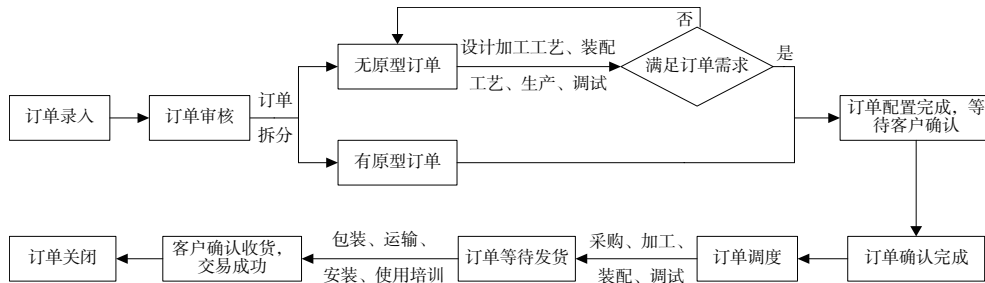 否
无原型订单
设计加工工艺、装配
工艺、生产、调试
满足订单需求
是
订单录入
订单审核
订单
拆分
有原型订单
订单配置完成，等
待客户确认
订单关闭
客户确认收货，
交易成功
包装、运输、
安装、使用培训
订单等待发货
采购、加工、
装配、调试
订单调度
订单确认完成